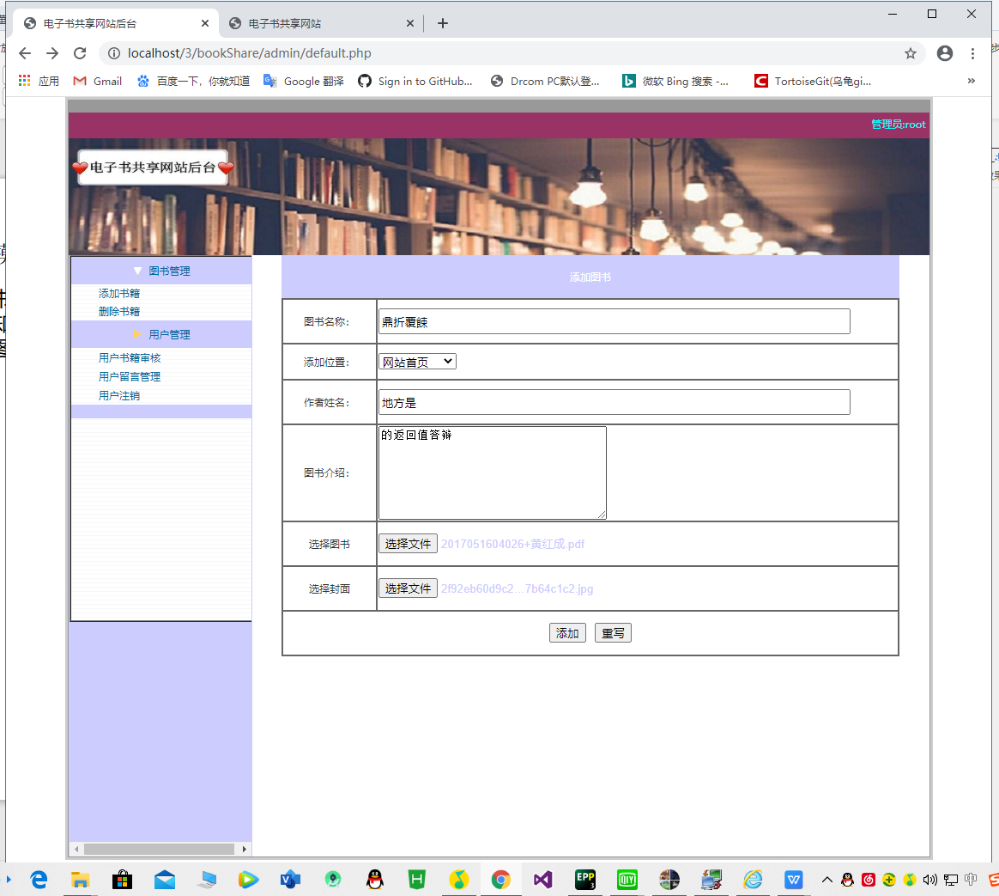 电子书共享网站后台
电子书共享网站
localhost/3/bookShare/admin/default.php
应用
Gmail
百度一下，你就知道
Google 翻译
Sign in to GitHub...
Drcom PC默认登...
微软 Bing 搜索 -...
TortoiseGit(乌龟gi...
管理员:root
电子书共享网站后台
图书管理
添加书籍
删除书籍
用户管理
用户书籍审核
用户留言管理
用户注销
添加图书
图书名称：
鼎折覆餗
添加位置：
网站首页
作者姓名：
地方是
图书介绍：
的返回值答辩
选择图书
选择文件 2017051604026+黄红成.pdf
选择封面
选择文件 2f92eb60d9c2...7b64c1c2.jpg
添加
重写
EPP
3
QIY
中